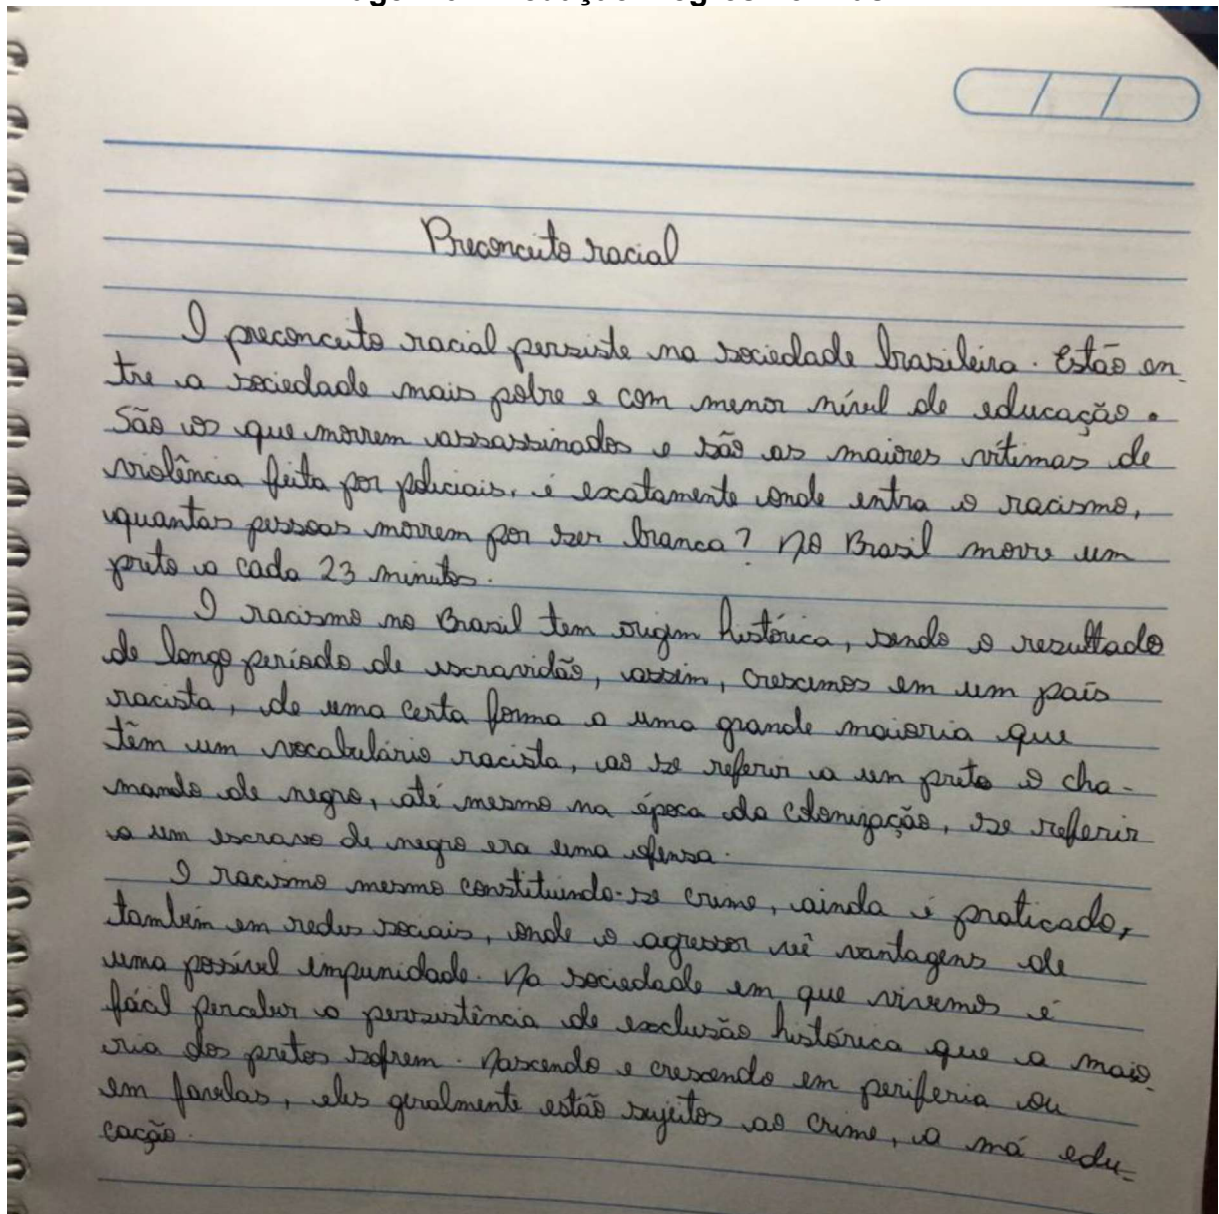 Preconceito racial
O preconceito racial persiste na sociedade brasileira. Estão en-
tre a sociedade mais pobre e com menor nível de educação.
São os que morrem assassinados e são as maiores vítimas de
violência feita por policiais, é exatamente onde entra o racismo,
quantas pessoas morrem por ser branca? No Brasil morre um
preto a cada 23 minutos.
O racismo no Brasil tem origem histórica, sendo o resultado
de longo período de escravidão, assim, crescemos em um país
racista, de uma certa forma a uma grande maioria que
têm um vocabulário racista, ao se referir a um preto o cha-
mando de negro, até mesmo na época da colonização, se referir
a um escravo de negro era uma ofensa.
O racismo mesmo constituindo-se crime, ainda é praticado,
também em redes sociais, onde o agressor vê vantagens de
uma possível impunidade. Na sociedade em que vivemos é
fácil perceber a persistência de exclusão histórica que a maio-
ria dos pretos sofrem. Nascendo e crescendo em periferia ou
em favelas, eles geralmente estão sujeitos ao crime, a má edu-
cação.